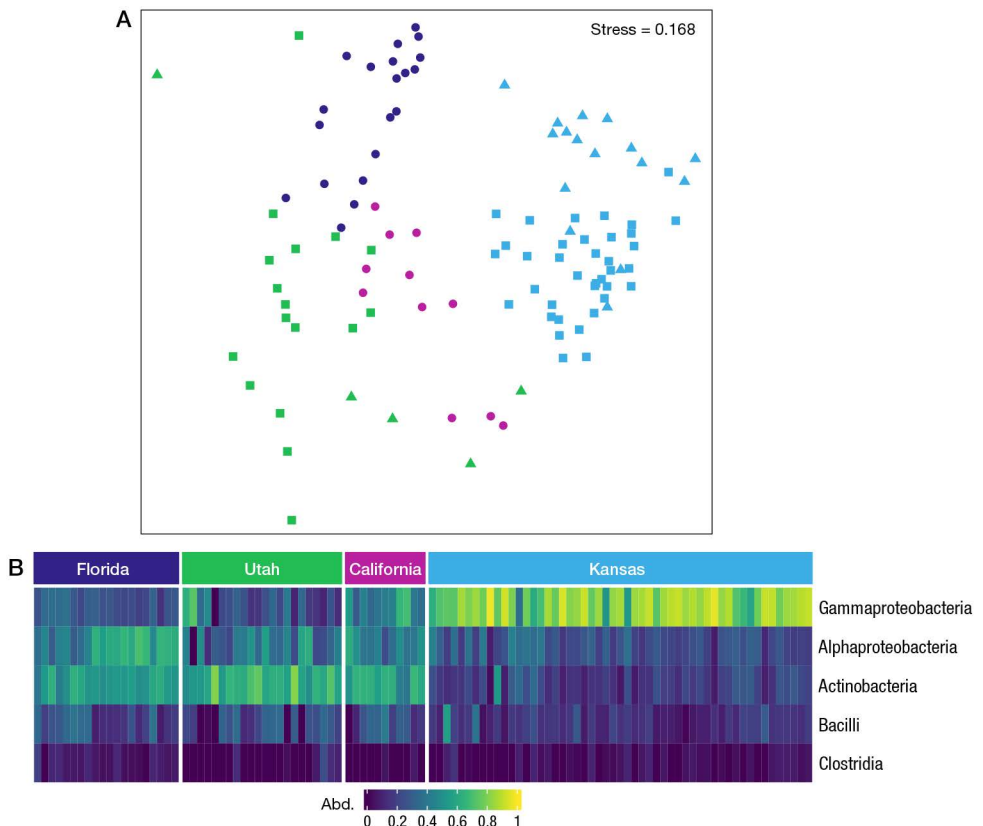 A
Stress = 0.168
B
Florida Utah California Kansas
Gammaproteobacteria
Alphaproteobacteria
Actinobacteria
Bacilli
Clostridia
Abd.
0 0.2 0.4 0.6 0.8 1